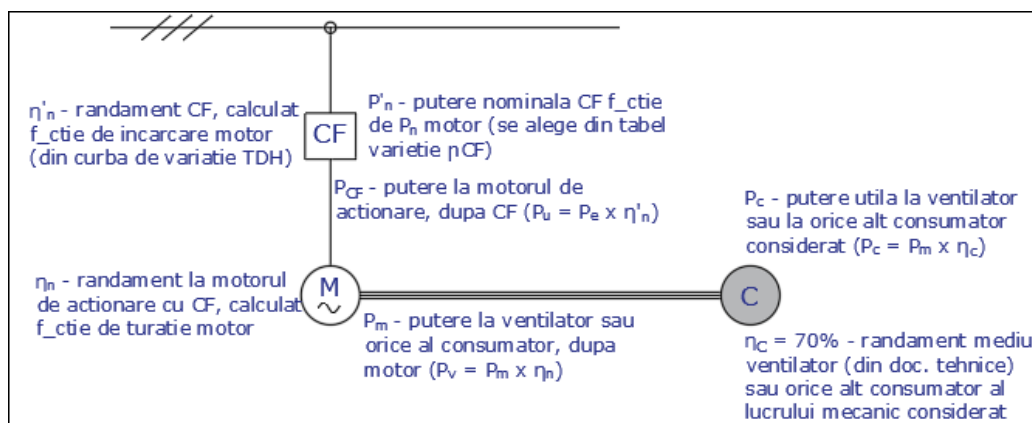 η'n - randament CF, calculat
f_ctie de incarcare motor
(din curba de variatie TDH)
CF
P'n - putere nominala CF f_ctie
de Pn motor (se alege din tabel
varietie ηCF)
PCF - putere la motorul de
actionare, dupa CF (Pu = Pe x η'n)
Pc - putere utila la ventilator
sau la orice alt consumator
considerat (Pc = Pm x ηc)
ηn - randament la motorul
de actionare cu CF, calculat
f_ctie de turatie motor
M
~
C
Pm - putere la ventilator sau
orice al consumator, dupa
motor (Pv = Pm x ηn)
ηC = 70% - randament mediu
ventilator (din doc. tehnice)
sau orice alt consumator al
lucrului mecanic considerat